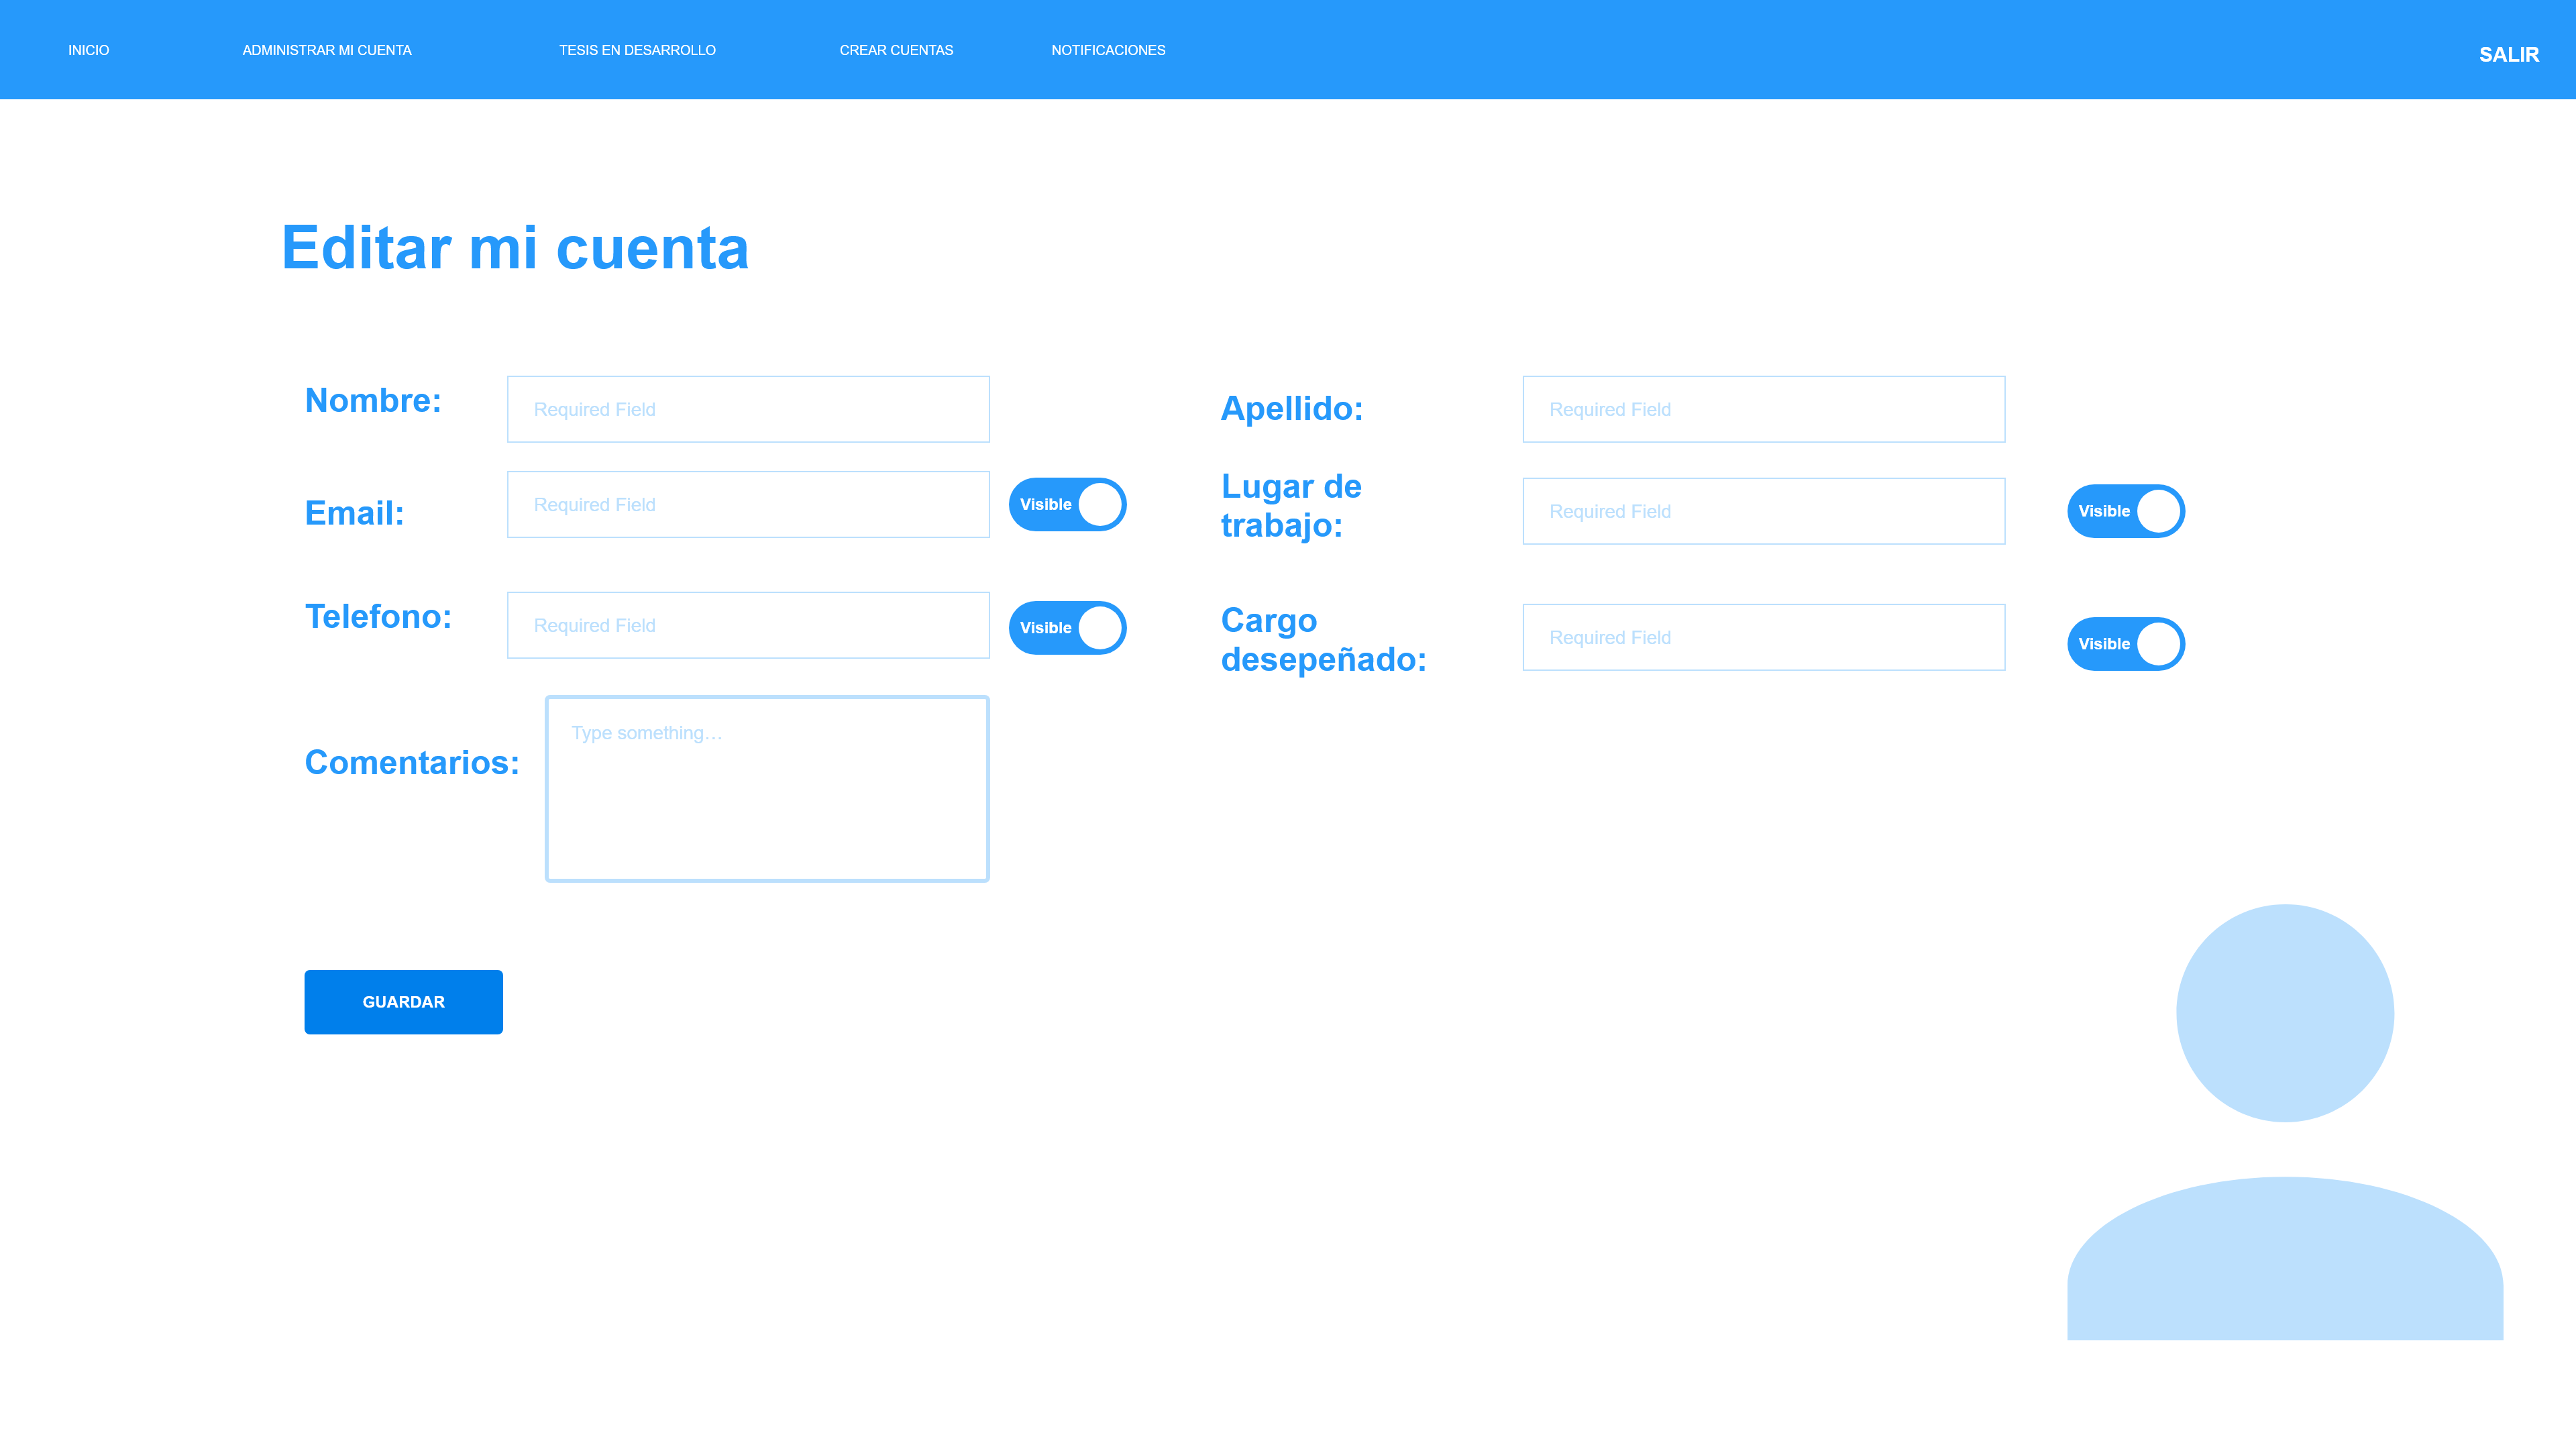 INICIO
ADMINISTRAR MI CUENTA
TESIS EN DESARROLLO
CREAR CUENTAS
NOTIFICACIONES
SALIR
Editar mi cuenta
Nombre:
Required Field
Apellido:
Required Field
Email:
Required Field
Visible
Lugar de
trabajo:
Required Field
Visible
Telefono:
Required Field
Visible
Cargo
desepeñado:
Required Field
Visible
Comentarios:
Type something…
GUARDAR